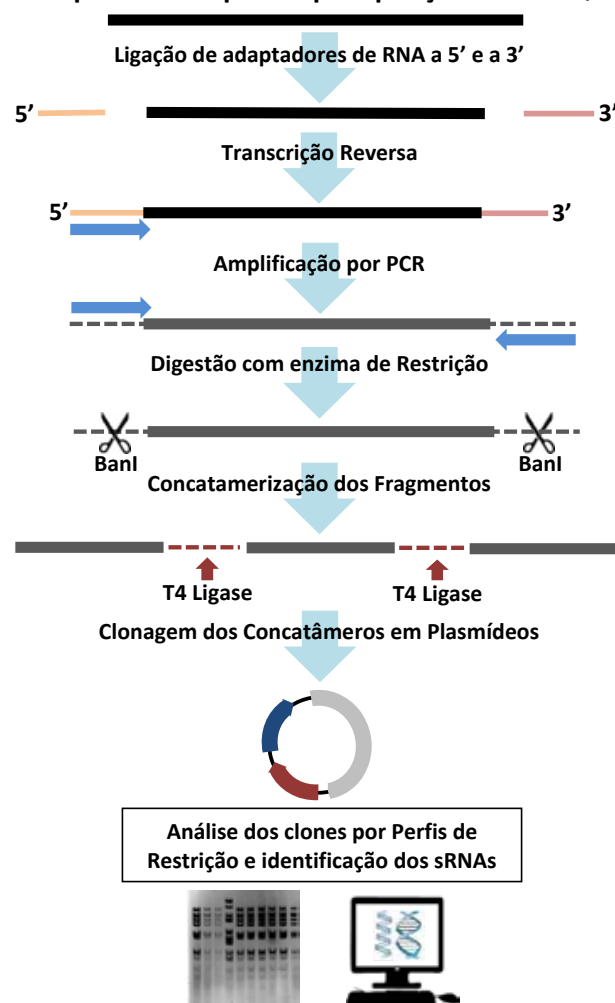 Ligação de adaptadores de RNA a 5’ e a 3’
5’
3’
Transcrição Reversa
5’
3’
Amplificação por PCR
Digestão com enzima de Restrição
BanI
BanI
Concatamerização dos Fragmentos
T4 Ligase
T4 Ligase
Clonagem dos Concatâmeros em Plasmídeos
Análise dos clones por Perfis de
Restrição e identificação dos sRNAs